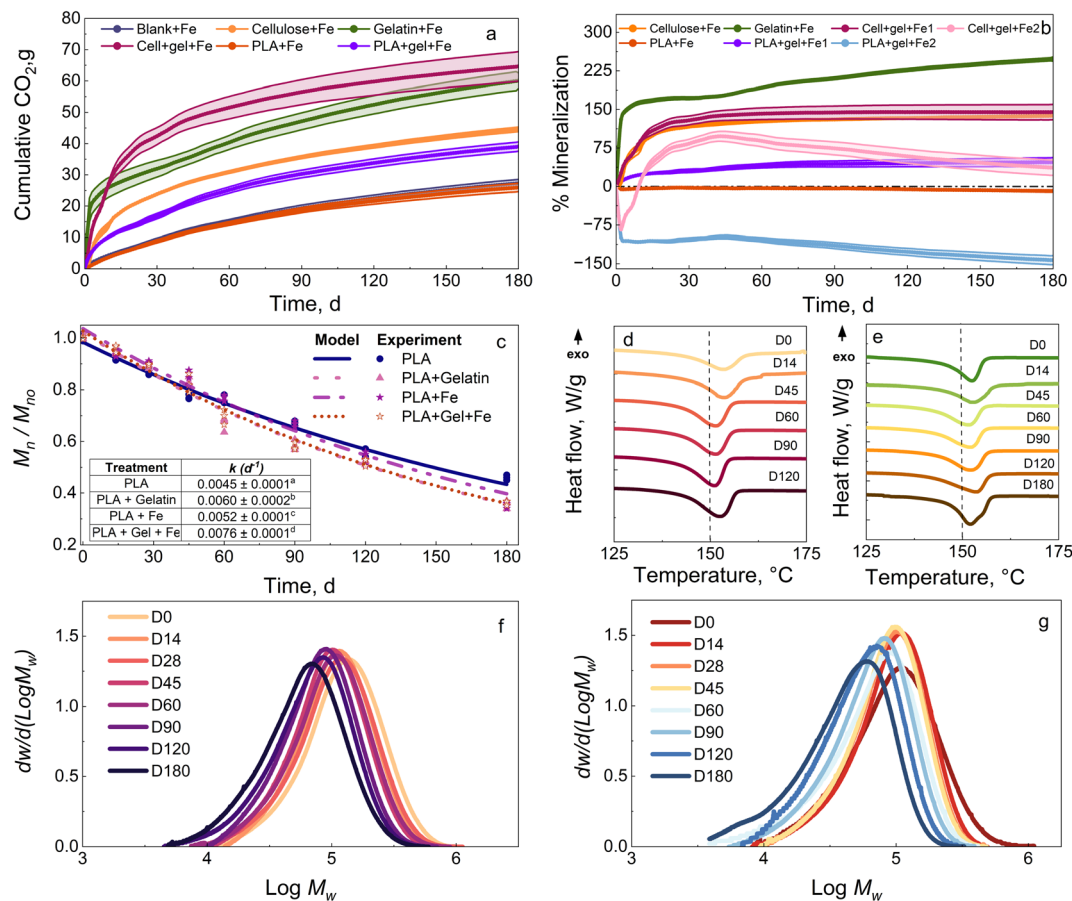 a
Blank+Fe Cellulose+Fe Gelatin+Fe
Cell+gel+Fe PLA+Fe PLA+gel+Fe
Cumulative CO₂,g
80
70
60
50
40
30
20
10
0
0 30 60 90 120 150 180
Time, d
b
Cellulose+Fe Gelatin+Fe Cell+gel+Fe1 Cell+gel+Fe2
PLA+Fe PLA+gel+Fe1 PLA+gel+Fe2
% Mineralization
300
225
150
75
0
−75
−150
0 30 60 90 120 150 180
Time, d
c
Model Experiment
PLA
PLA+Gelatin
PLA+Fe
PLA+Gel+Fe
Mn / Mno
1.0
0.8
0.6
0.4
0.2
Treatment k (d⁻¹)
PLA 0.0045 ± 0.0001ᵃ
PLA + Gelatin 0.0060 ± 0.0002ᵇ
PLA + Fe 0.0052 ± 0.0001ᶜ
PLA + Gel + Fe 0.0076 ± 0.0001ᵈ
0 30 60 90 120 150 180
Time, d
d
exo
Heat flow, W/g
D0
D14
D45
D60
D90
D120
125 150 175
Temperature, °C
e
exo
Heat flow, W/g
D0
D14
D45
D60
D90
D120
D180
125 150 175
Temperature, °C
f
D0
D14
D28
D45
D60
D90
D120
D180
dw/d(LogMw)
1.5
1.0
0.5
0.0
3 4 5 6
Log Mw
g
D0
D14
D28
D45
D60
D90
D120
D180
dw/d(LogMw)
1.5
1.0
0.5
0.0
3 4 5 6
Log Mw